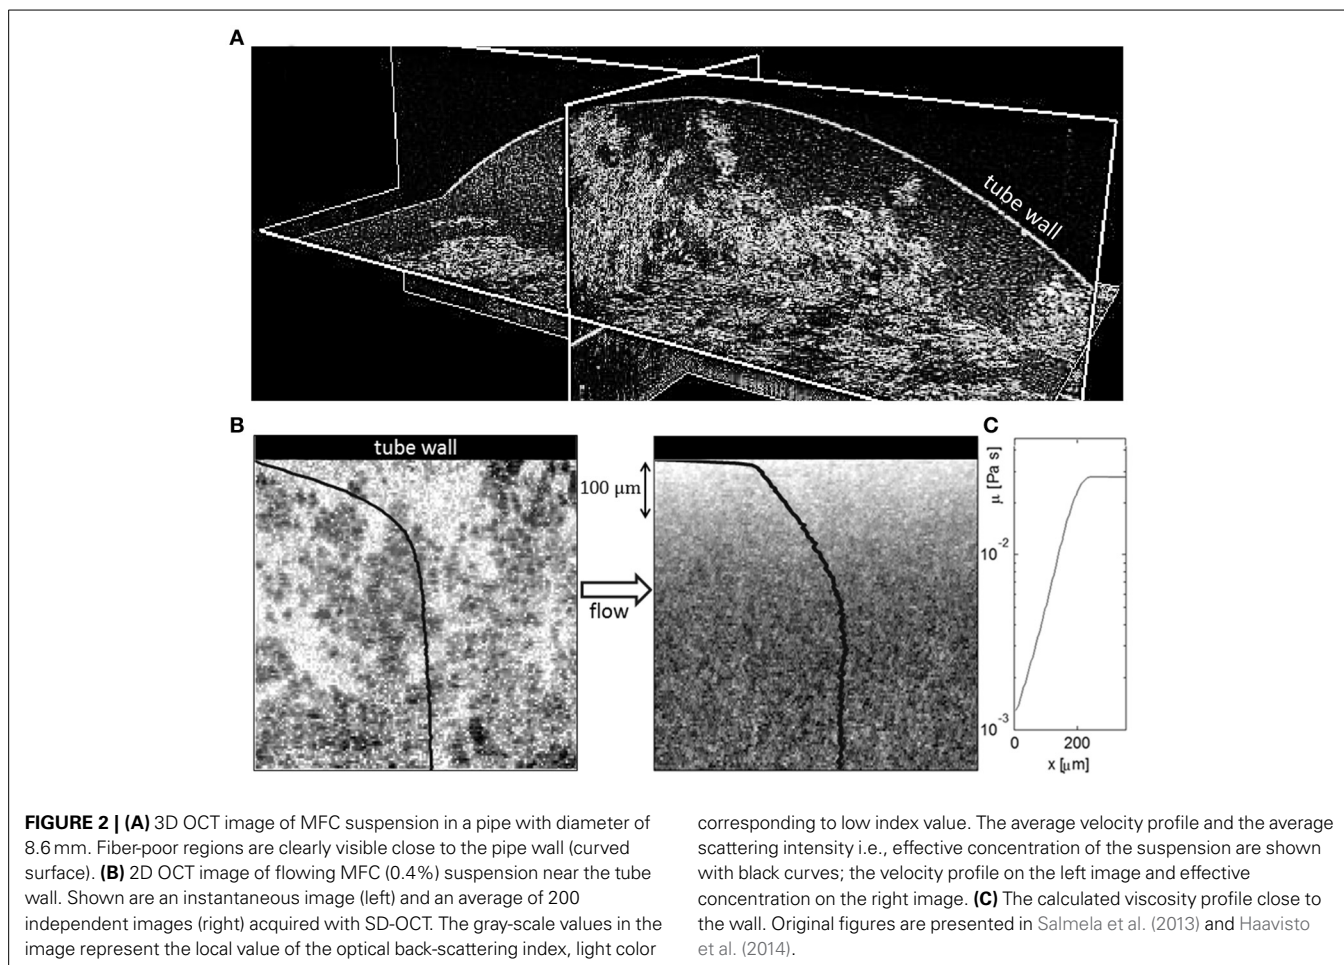 A
tube wall
B
tube wall
100 µm
flow
C
µ [Pa s]
10⁻²
10⁻³
0
200
x [µm]
FIGURE 2 | (A) 3D OCT image of MFC suspension in a pipe with diameter of
8.6 mm. Fiber-poor regions are clearly visible close to the pipe wall (curved
surface). (B) 2D OCT image of flowing MFC (0.4%) suspension near the tube
wall. Shown are an instantaneous image (left) and an average of 200
independent images (right) acquired with SD-OCT. The gray-scale values in the
image represent the local value of the optical back-scattering index, light color
corresponding to low index value. The average velocity profile and the average
scattering intensity i.e., effective concentration of the suspension are shown
with black curves; the velocity profile on the left image and effective
concentration on the right image. (C) The calculated viscosity profile close to
the wall. Original figures are presented in Salmela et al. (2013) and Haavisto
et al. (2014).